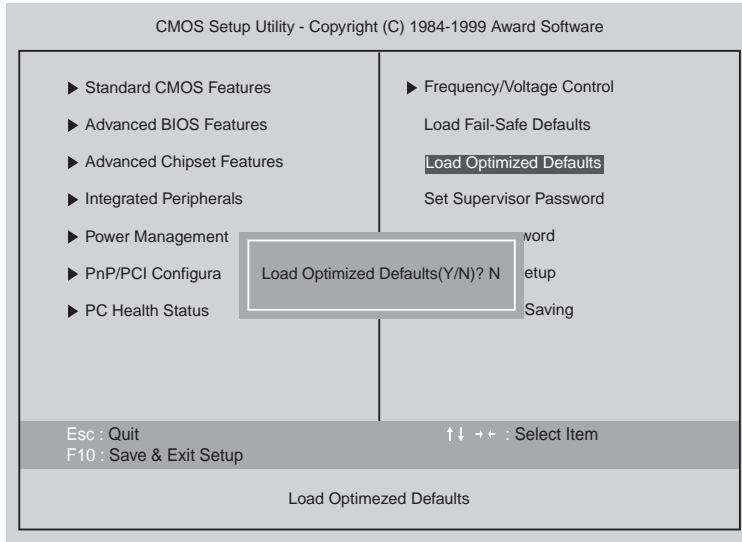 CMOS Setup Utility - Copyright (C) 1984-1999 Award Software
Standard CMOS Features
Advanced BIOS Features
Advanced Chipset Features
Integrated Peripherals
Power Management
PnP/PCI Configura
PC Health Status
Frequency/Voltage Control
Load Fail-Safe Defaults
Load Optimized Defaults
Set Supervisor Password
word
etup
Saving
Load Optimized Defaults(Y/N)? N
Esc : Quit
↑↓ →← : Select Item
F10 : Save & Exit Setup
Load Optimezed Defaults